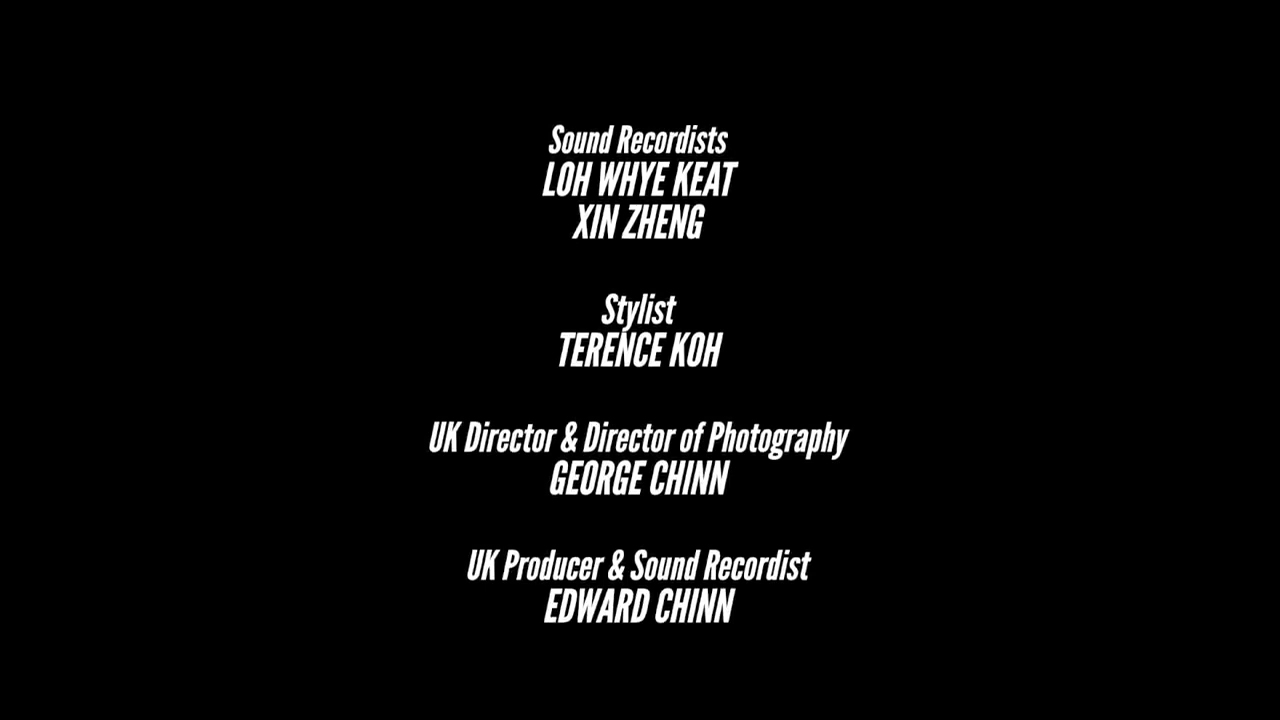 Sound Recordists
LOH WHYE KEAT
XIN ZHENG
Stylist
TERENCE KOH
UK Director & Director of Photography
GEORGE CHINN
UK Producer & Sound Recordist
EDWARD CHINN